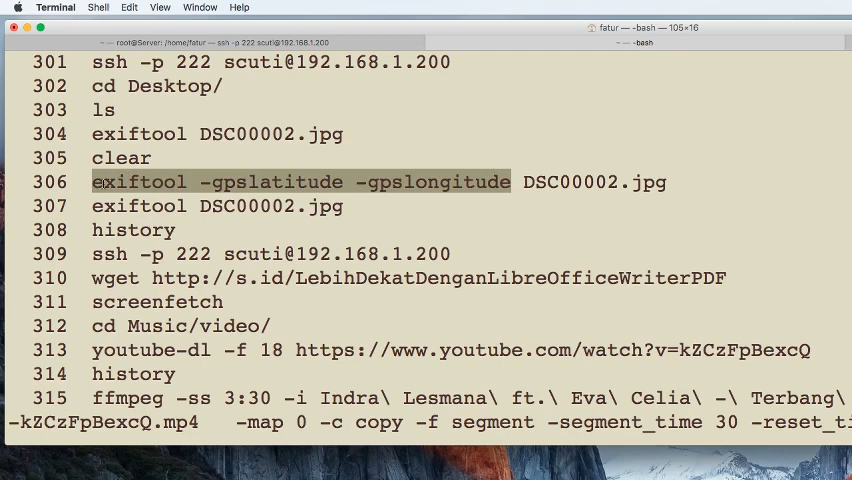 Terminal Shell Edit View Window Help
fatur — -bash — 105×16
~ — root@Server: /home/fatur — ssh -p 222 scuti@192.168.1.200
~ — -bash
301 ssh -p 222 scuti@192.168.1.200
302 cd Desktop/
303 ls
304 exiftool DSC00002.jpg
305 clear
306 exiftool -gpslatitude -gpslongitude DSC00002.jpg
307 exiftool DSC00002.jpg
308 history
309 ssh -p 222 scuti@192.168.1.200
310 wget http://s.id/LebihDekatDenganLibreOfficeWriterPDF
311 screenfetch
312 cd Music/video/
313 youtube-dl -f 18 https://www.youtube.com/watch?v=kZCzFpBexcQ
314 history
315 ffmpeg -ss 3:30 -i Indra\ Lesmana\ ft.\ Eva\ Celia\ -\ Terbang\
-kZCzFpBexcQ.mp4 -map 0 -c copy -f segment -segment_time 30 -reset_ti